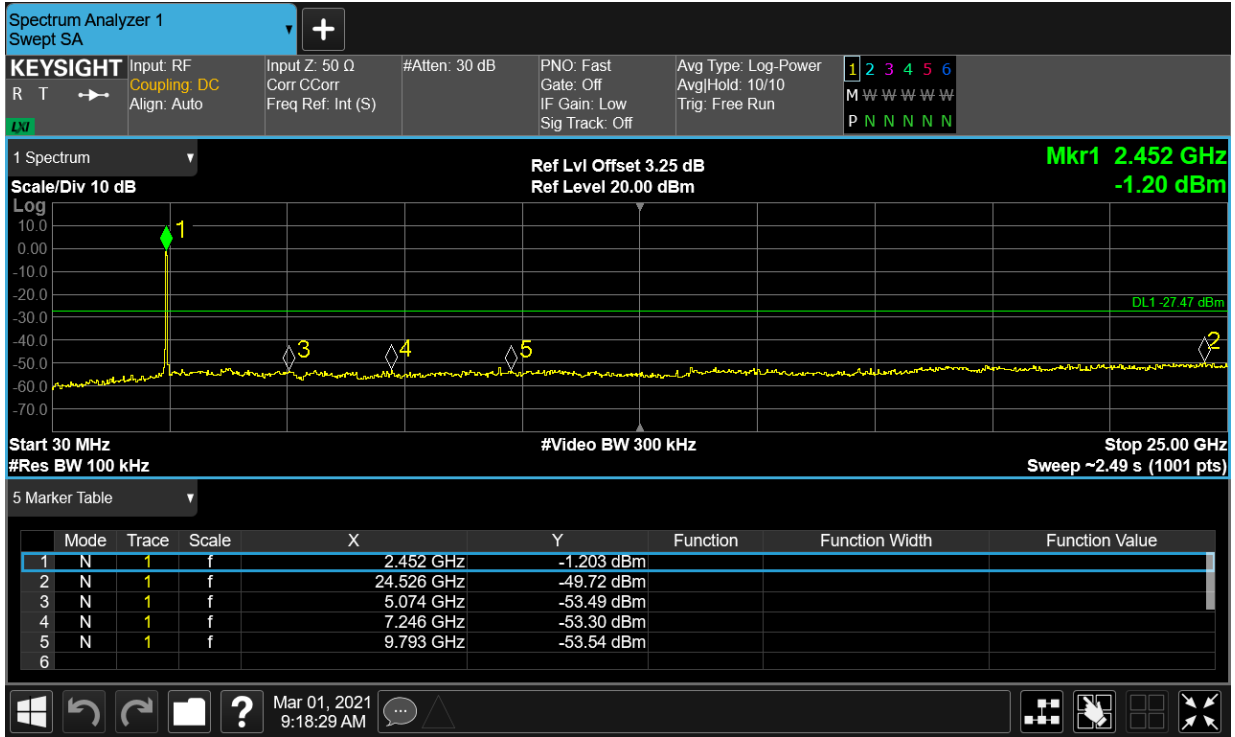 Spectrum Analyzer 1
Swept SA
KEYSIGHT
R T
LXI
Input: RF
Coupling: DC
Align: Auto
Input Z: 50 Ω
Corr CCorr
Freq Ref: Int (S)
#Atten: 30 dB
PNO: Fast
Gate: Off
IF Gain: Low
Sig Track: Off
Avg Type: Log-Power
Avg|Hold: 10/10
Trig: Free Run
1 2 3 4 5 6
M W W W W W
P N N N N N
1 Spectrum
Ref Lvl Offset 3.25 dB
Mkr1 2.452 GHz
Scale/Div 10 dB
Ref Level 20.00 dBm
-1.20 dBm
Log
10.0
0.00
-10.0
-20.0
-30.0
-40.0
-50.0
-60.0
-70.0
1
DL1 -27.47 dBm
3
4
5
2
Start 30 MHz
#Video BW 300 kHz
Stop 25.00 GHz
#Res BW 100 kHz
Sweep ~2.49 s (1001 pts)
5 Marker Table
Mode Trace Scale X Y Function Function Width Function Value
1 N 1 f 2.452 GHz -1.203 dBm
2 N 1 f 24.526 GHz -49.72 dBm
3 N 1 f 5.074 GHz -53.49 dBm
4 N 1 f 7.246 GHz -53.30 dBm
5 N 1 f 9.793 GHz -53.54 dBm
6
?
Mar 01, 2021
9:18:29 AM